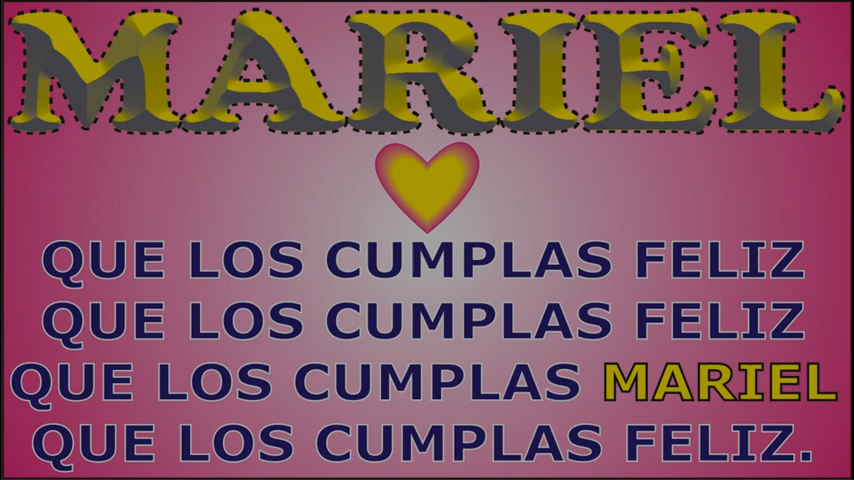 MARIEL
QUE LOS CUMPLAS FELIZ
QUE LOS CUMPLAS FELIZ
QUE LOS CUMPLAS MARIEL
QUE LOS CUMPLAS FELIZ.